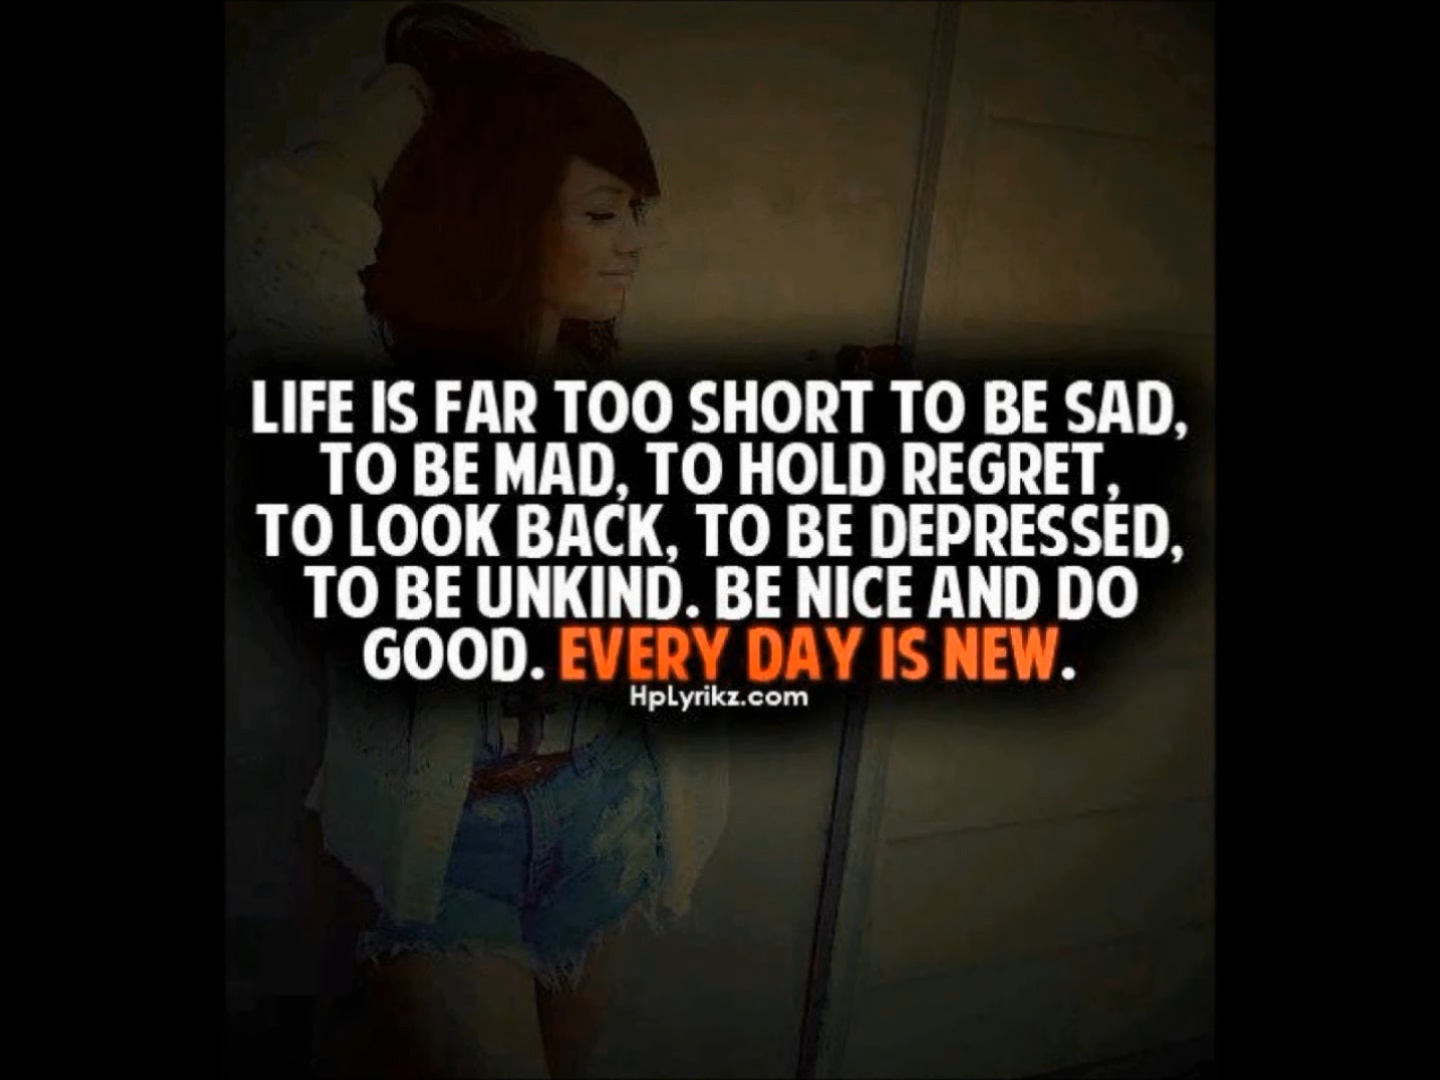 LIFE IS FAR TOO SHORT TO BE SAD,
TO BE MAD, TO HOLD REGRET,
TO LOOK BACK, TO BE DEPRESSED,
TO BE UNKIND. BE NICE AND DO
GOOD. EVERY DAY IS NEW.
HpLyrikz.com